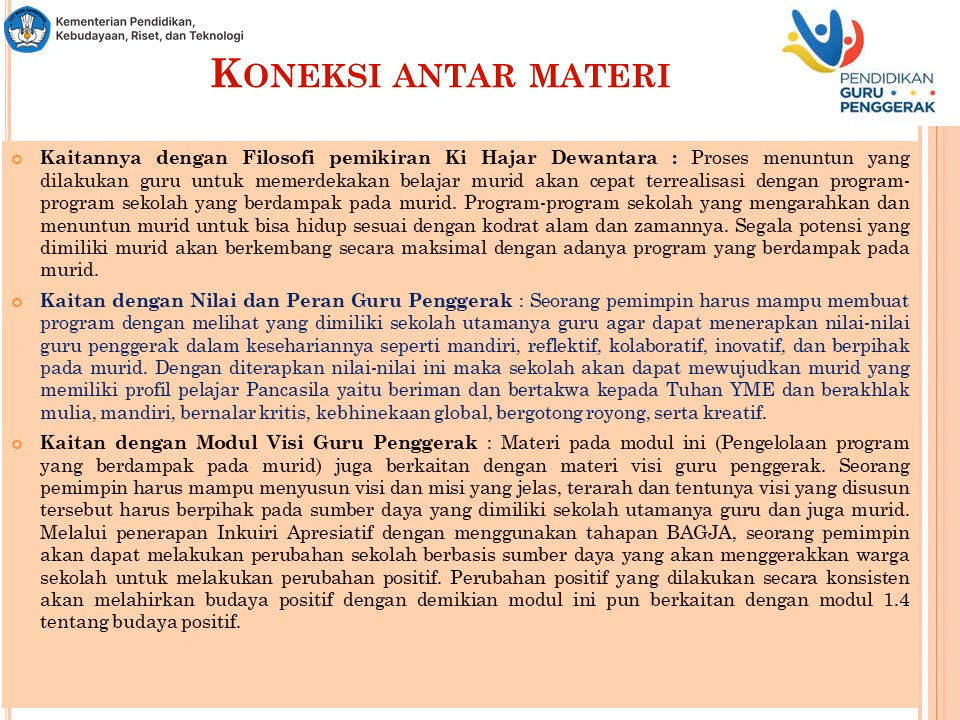 Kementerian Pendidikan,
Kebudayaan, Riset, dan Teknologi
PENDIDIKAN
GURU
PENGGERAK
KONEKSI ANTAR MATERI
Kaitannya dengan Filosofi pemikiran Ki Hajar Dewantara : Proses menuntun yang
dilakukan guru untuk memerdekakan belajar murid akan cepat terrealisasi dengan program-
program sekolah yang berdampak pada murid. Program-program sekolah yang mengarahkan dan
menuntun murid untuk bisa hidup sesuai dengan kodrat alam dan zamannya. Segala potensi yang
dimiliki murid akan berkembang secara maksimal dengan adanya program yang berdampak pada
murid.
Kaitan dengan Nilai dan Peran Guru Penggerak : Seorang pemimpin harus mampu membuat
program dengan melihat yang dimiliki sekolah utamanya guru agar dapat menerapkan nilai-nilai
guru penggerak dalam kesehariannya seperti mandiri, reflektif, kolaboratif, inovatif, dan berpihak
pada murid. Dengan diterapkan nilai-nilai ini maka sekolah akan dapat mewujudkan murid yang
memiliki profil pelajar Pancasila yaitu beriman dan bertakwa kepada Tuhan YME dan berakhlak
mulia, mandiri, bernalar kritis, kebhinekaan global, bergotong royong, serta kreatif.
Kaitan dengan Modul Visi Guru Penggerak : Materi pada modul ini (Pengelolaan program
yang berdampak pada murid) juga berkaitan dengan materi visi guru penggerak. Seorang
pemimpin harus mampu menyusun visi dan misi yang jelas, terarah dan tentunya visi yang disusun
tersebut harus berpihak pada sumber daya yang dimiliki sekolah utamanya guru dan juga murid.
Melalui penerapan Inkuiri Apresiatif dengan menggunakan tahapan BAGJA, seorang pemimpin
akan dapat melakukan perubahan sekolah berbasis sumber daya yang akan menggerakkan warga
sekolah untuk melakukan perubahan positif. Perubahan positif yang dilakukan secara konsisten
akan melahirkan budaya positif dengan demikian modul ini pun berkaitan dengan modul 1.4
tentang budaya positif.